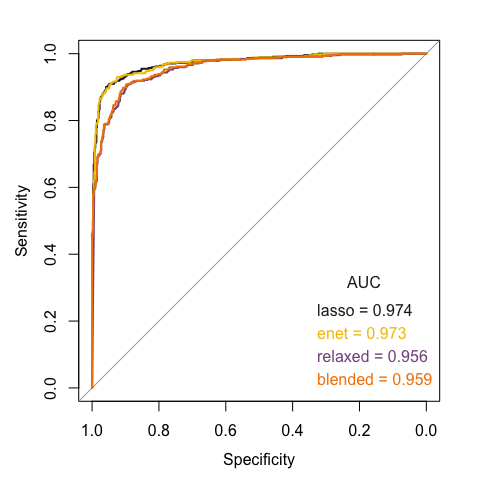 1.0
0.8
0.6
0.4
0.2
0.0
Sensitivity
AUC
lasso = 0.974
enet = 0.973
relaxed = 0.956
blended = 0.959
1.0 0.8 0.6 0.4 0.2 0.0
Specificity